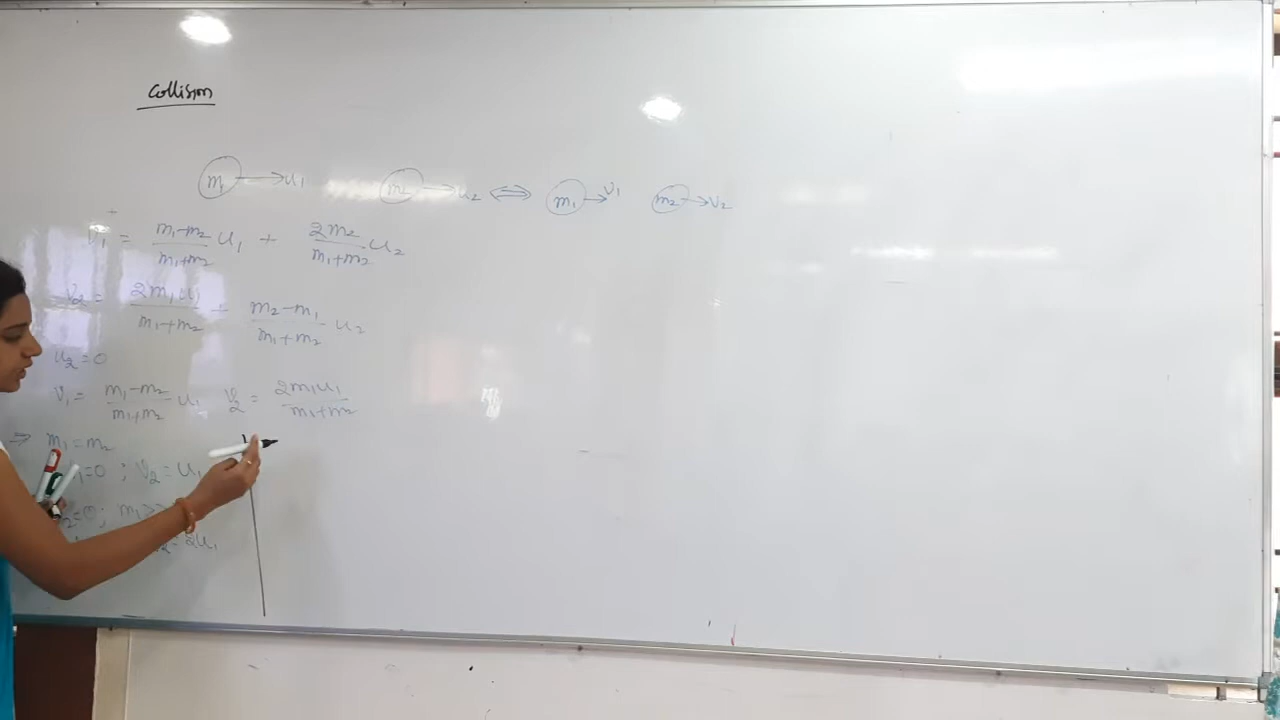 Collision
m₁ → u₁ m₂ → u₂ ⇔ m₁ → v₁ m₂ → v₂
v₁ = (m₁-m₂)/(m₁+m₂) u₁ + 2m₂/(m₁+m₂) u₂
v₂ = 2m₁u₁/(m₁+m₂) + (m₂-m₁)/(m₁+m₂) u₂
u₂=0
v₁ = (m₁-m₂)/(m₁+m₂) u₁ v₂ = 2m₁u₁/(m₁+m₂)
⇒ m₁=m₂
=0 ; v₂ = u₁
=0; m₁>>
=2u₁